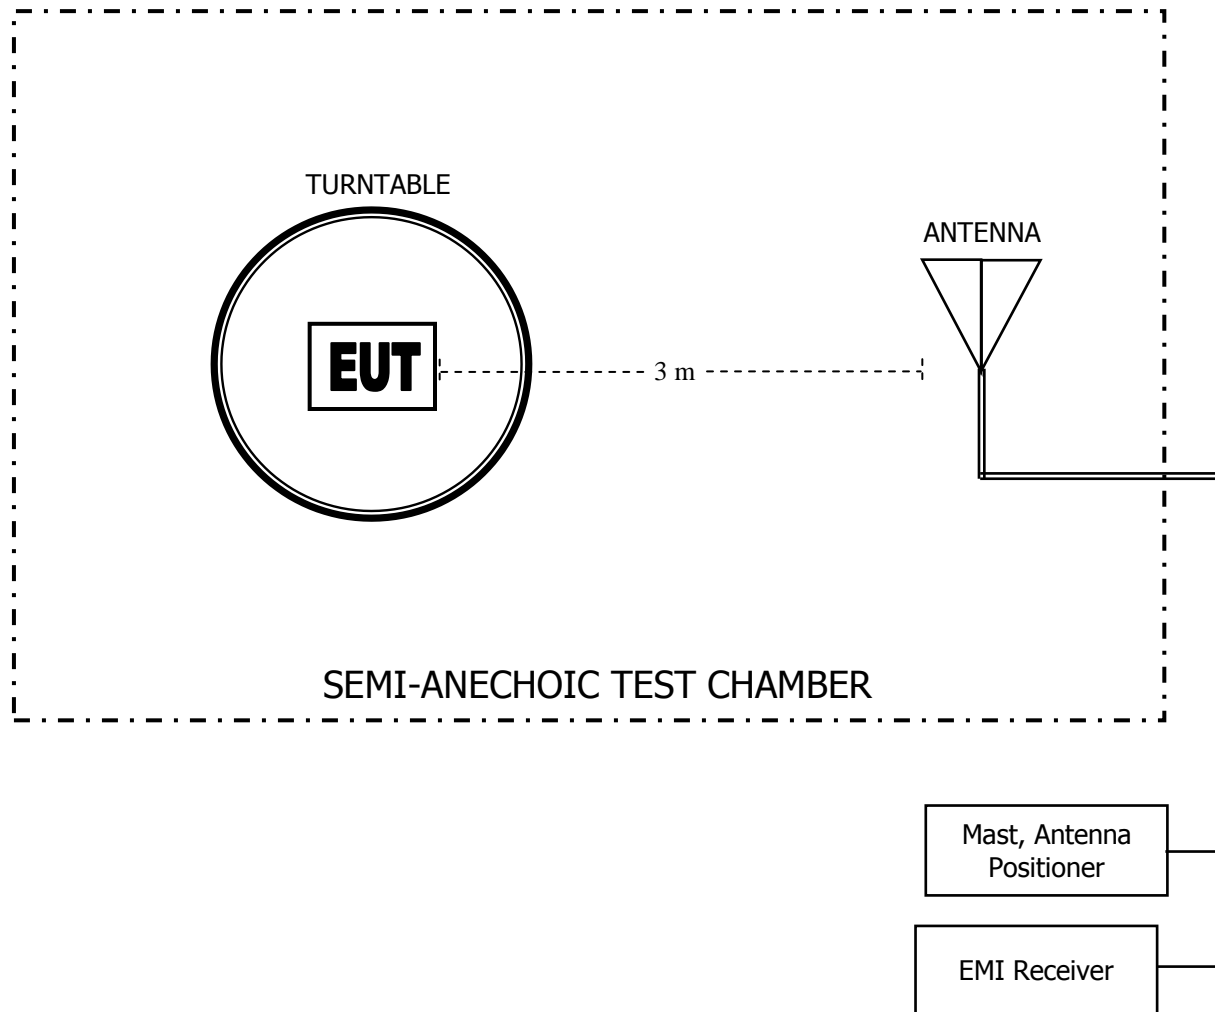 TURNTABLE
ANTENNA
EUT
3 m
SEMI-ANECHOIC TEST CHAMBER
Mast, Antenna
Positioner
EMI Receiver